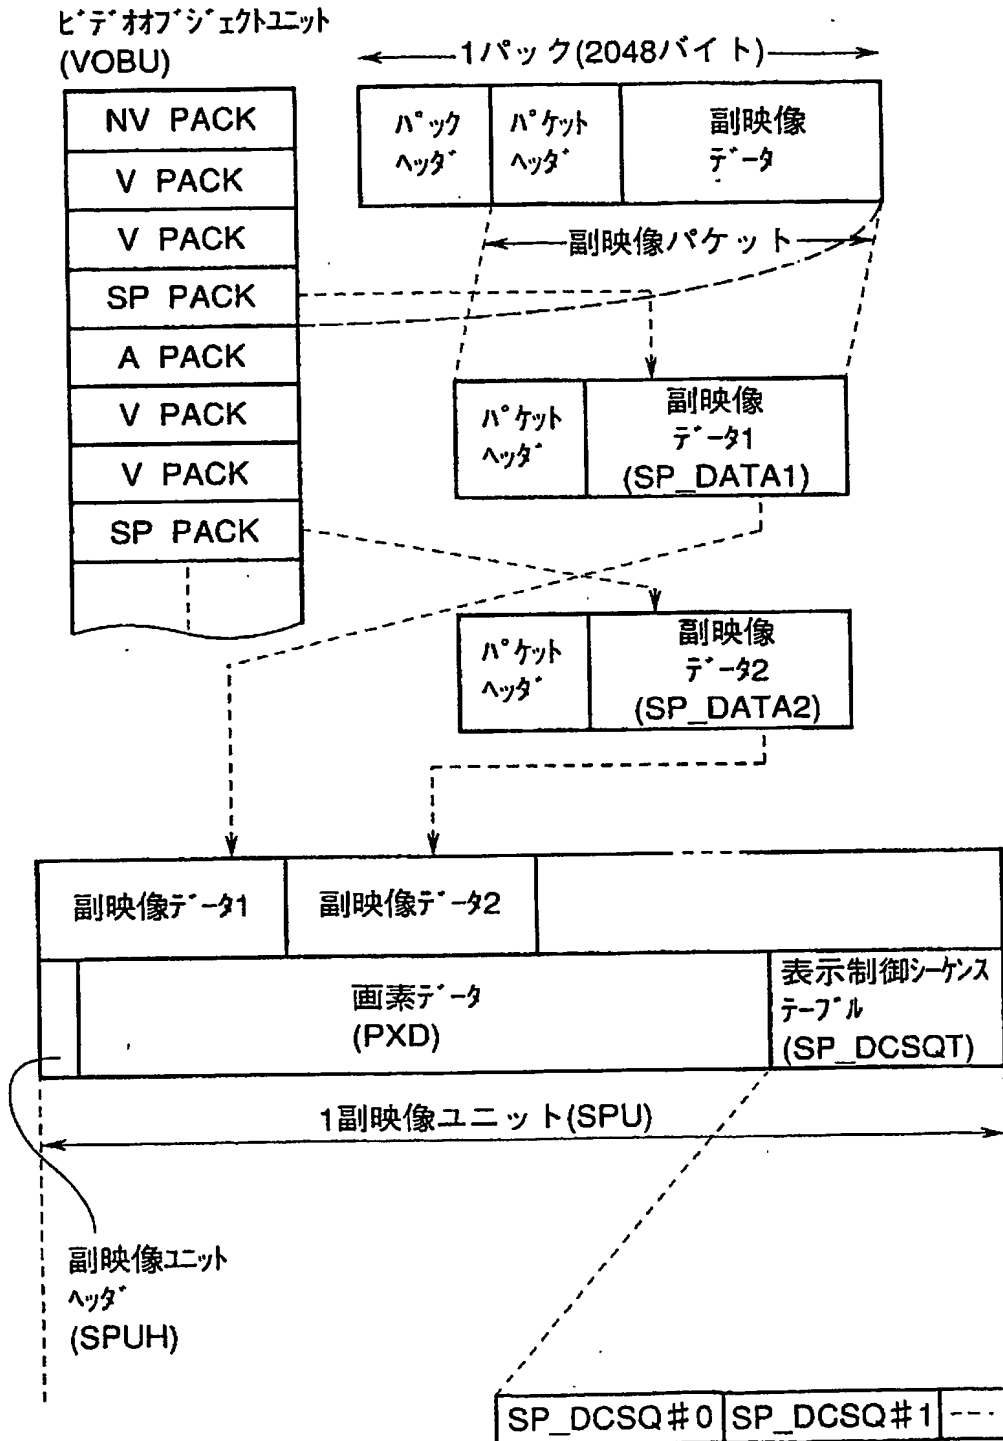 ビデオオブジェクトユニット
(VOBU)
1パック(2048バイト)
NV PACK
V PACK
V PACK
SP PACK
A PACK
V PACK
V PACK
SP PACK
パック
ヘッダ
パケット
ヘッダ
副映像
データ
副映像パケット
パケット
ヘッダ
副映像
データ1
(SP_DATA1)
パケット
ヘッダ
副映像
データ2
(SP_DATA2)
副映像データ1
副映像データ2
画素データ
(PXD)
表示制御シーケンス
テーブル
(SP_DCSQT)
1副映像ユニット(SPU)
副映像ユニット
ヘッダ
(SPUH)
SP_DCSQ#0
SP_DCSQ#1